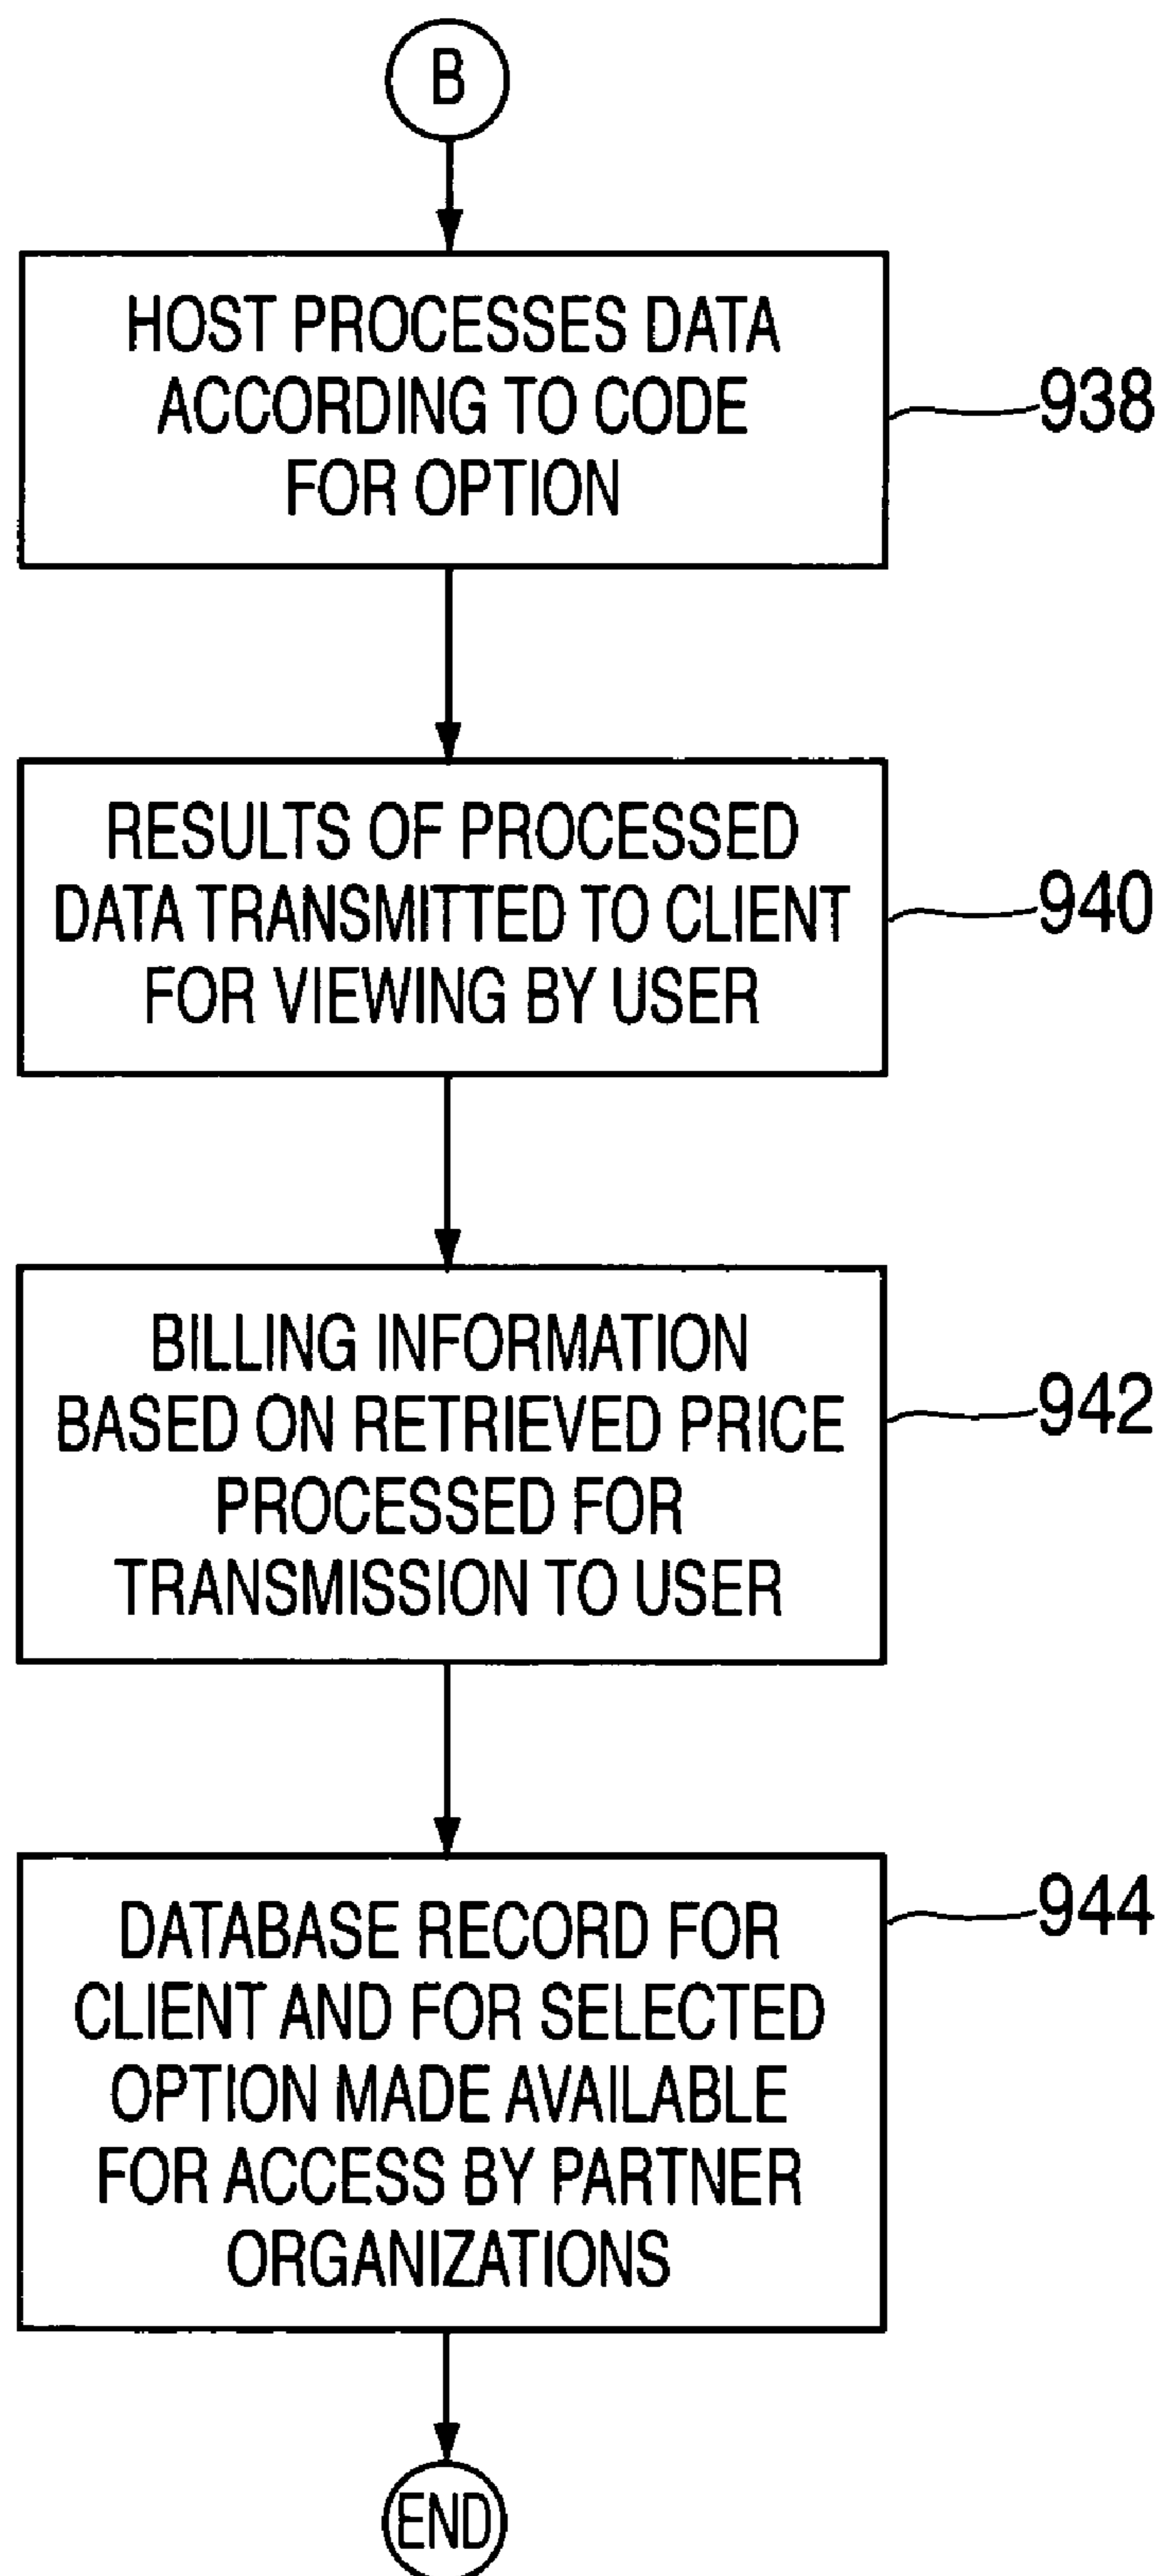 B
HOST PROCESSES DATA
ACCORDING TO CODE
FOR OPTION
938
RESULTS OF PROCESSED
DATA TRANSMITTED TO CLIENT
FOR VIEWING BY USER
940
BILLING INFORMATION
BASED ON RETRIEVED PRICE
PROCESSED FOR
TRANSMISSION TO USER
942
DATABASE RECORD FOR
CLIENT AND FOR SELECTED
OPTION MADE AVAILABLE
FOR ACCESS BY PARTNER
ORGANIZATIONS
944
END